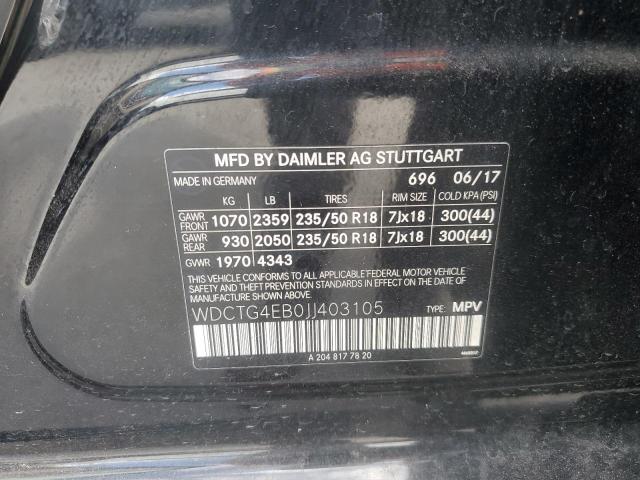 MFD BY DAIMLER AG STUTTGART
MADE IN GERMANY 696 06/17
KG LB TIRES RIM SIZE COLD KPA(PSI)
GAWR FRONT 1070 2359 235/50 R18 7Jx18 300(44)
GAWR REAR 930 2050 235/50 R18 7Jx18 300(44)
GVWR 1970 4343
THIS VEHICLE CONFORMS TO ALL APPLICABLE FEDERAL MOTOR VEHICLE
SAFETY, BUMPER AND THEFT PREVENTION STANDARDS IN EFFECT ON THE DATE
OF MANUFACTURE SHOWN ABOVE.
WDCTG4EB0JJ403105 TYPE: MPV
A 204 817 78 20